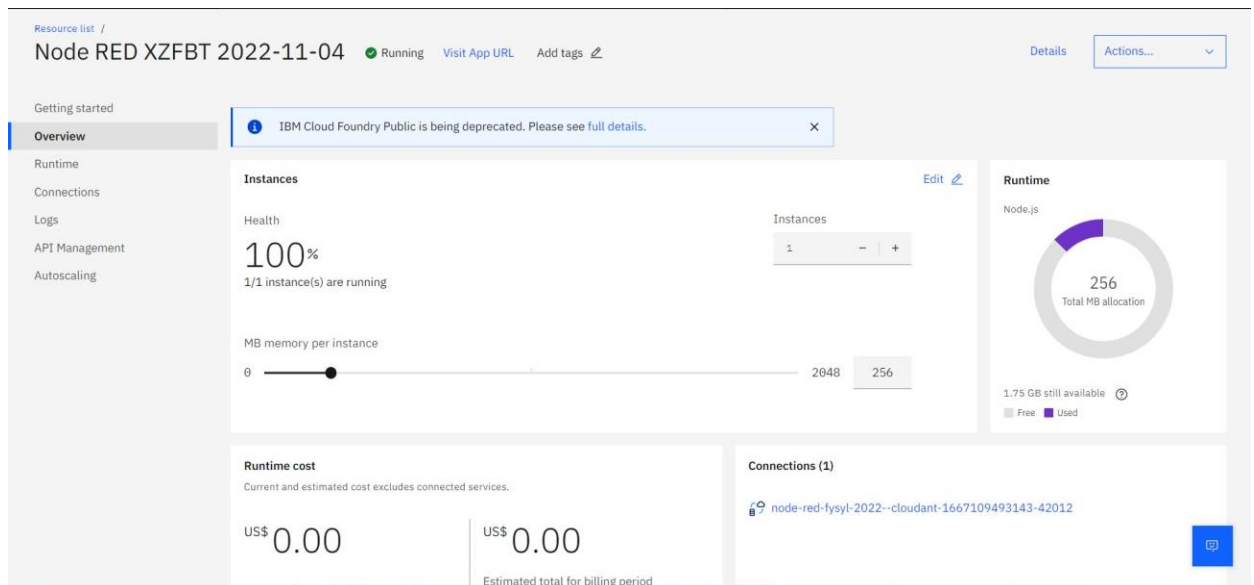 Resource list /
Node RED XZFBT 2022-11-04 Running Visit App URL Add tags
Details Actions...
Getting started
Overview
Runtime
Connections
Logs
API Management
Autoscaling
IBM Cloud Foundry Public is being deprecated. Please see full details.
Instances Edit
Health
100%
1/1 instance(s) are running
Instances
1 - +
MB memory per instance
0 2048 256
Runtime
Node.js
256
Total MB allocation
1.75 GB still available
Free Used
Runtime cost
Current and estimated cost excludes connected services.
US$ 0.00 US$ 0.00
Estimated total for billing period
Connections (1)
node-red-fysyl-2022--cloudant-1667109493143-42012